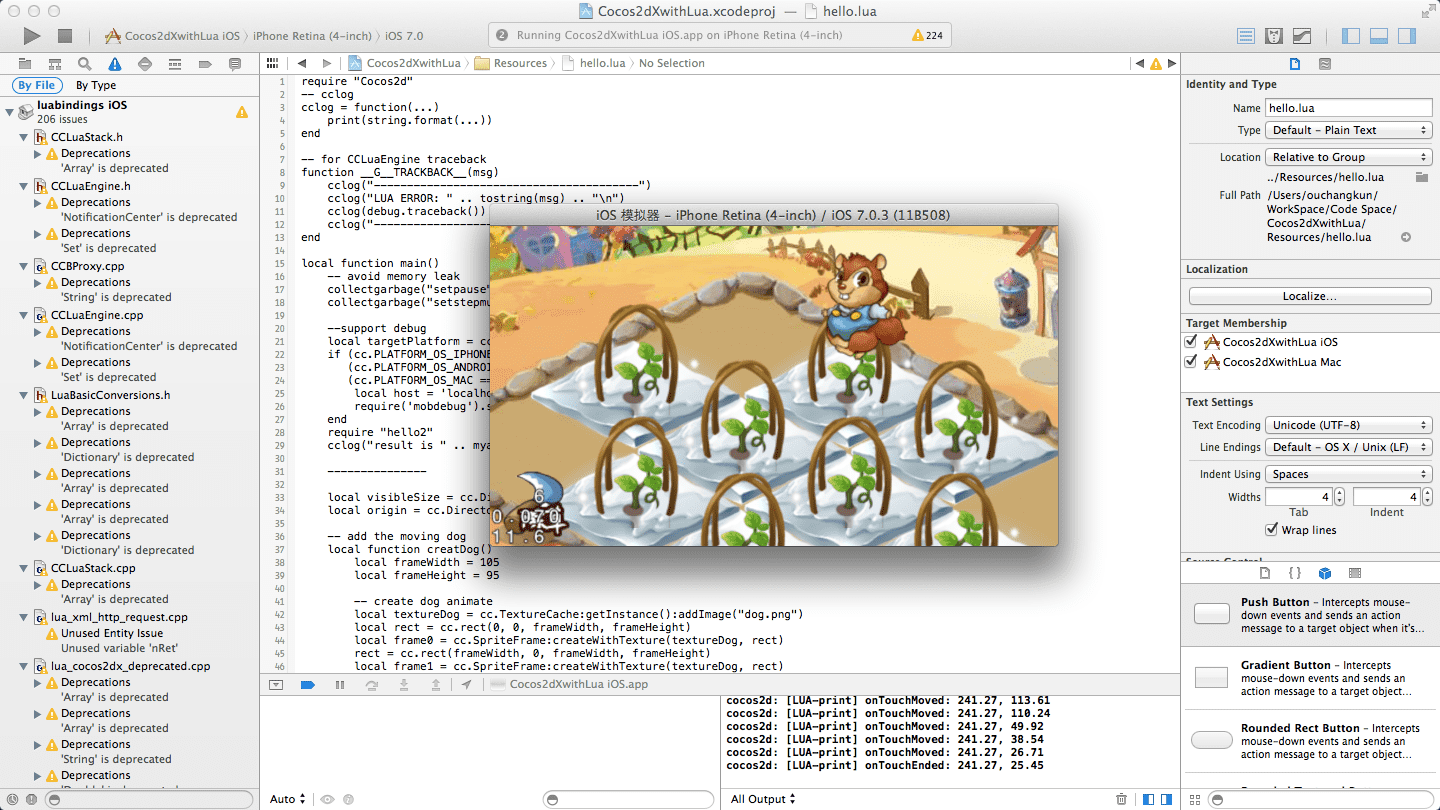 Cocos2dXwithLua.xcodeproj — hello.lua
Cocos2dXwithLua iOS 〉 iPhone Retina (4-inch) 〉 iOS 7.0
2 Running Cocos2dXwithLua iOS.app on iPhone Retina (4-inch)
224
Cocos2dXwithLua 〉 Resources 〉 hello.lua 〉 No Selection
By File By Type
luabindings iOS
206 issues
CCLuaStack.h
Deprecations
'Array' is deprecated
CCLuaEngine.h
Deprecations
'NotificationCenter' is deprecated
Deprecations
'Set' is deprecated
CCBProxy.cpp
Deprecations
'String' is deprecated
CCLuaEngine.cpp
Deprecations
'NotificationCenter' is deprecated
Deprecations
'Set' is deprecated
LuaBasicConversions.h
Deprecations
'Array' is deprecated
Deprecations
'Dictionary' is deprecated
Deprecations
'Array' is deprecated
Deprecations
'Array' is deprecated
Deprecations
'Dictionary' is deprecated
CCLuaStack.cpp
Deprecations
'Array' is deprecated
lua_xml_http_request.cpp
Unused Entity Issue
Unused variable 'nRet'
lua_cocos2dx_deprecated.cpp
Deprecations
'Array' is deprecated
Deprecations
'Array' is deprecated
Deprecations
'String' is deprecated
Deprecations
1 require "Cocos2d"
2 -- cclog
3 cclog = function(...)
4 print(string.format(...))
5 end
6
7 -- for CCLuaEngine traceback
8 function __G__TRACKBACK__(msg)
9 cclog("----------------------------------------")
10 cclog("LUA ERROR: " .. tostring(msg) .. "\n")
11 cclog(debug.traceback())
12 cclog("----------------
13 end
14
15 local function main()
16 -- avoid memory leak
17 collectgarbage("setpause"
18 collectgarbage("setstepmu
19
20 --support debug
21 local targetPlatform = cc
22 if (cc.PLATFORM_OS_IPHONE
23 (cc.PLATFORM_OS_ANDROI
24 (cc.PLATFORM_OS_MAC ==
25 local host = 'localho
26 require('mobdebug').s
27 end
28 require "hello2"
29 cclog("result is " .. mya
30
31 ---------------
32
33 local visibleSize = cc.Di
34 local origin = cc.Directo
35
36 -- add the moving dog
37 local function creatDog()
38 local frameWidth = 105
39 local frameHeight = 95
40
41 -- create dog animate
42 local textureDog = cc.TextureCache:getInstance():addImage("dog.png")
43 local rect = cc.rect(0, 0, frameWidth, frameHeight)
44 local frame0 = cc.SpriteFrame:createWithTexture(textureDog, rect)
45 rect = cc.rect(frameWidth, 0, frameWidth, frameHeight)
46 local frame1 = cc.SpriteFrame:createWithTexture(textureDog, rect)
iOS 模拟器 – iPhone Retina (4-inch) / iOS 7.0.3 (11B508)
6
11.6
Cocos2dXwithLua iOS.app
cocos2d: [LUA-print] onTouchMoved: 241.27, 113.61
cocos2d: [LUA-print] onTouchMoved: 241.27, 110.24
cocos2d: [LUA-print] onTouchMoved: 241.27, 49.92
cocos2d: [LUA-print] onTouchMoved: 241.27, 38.54
cocos2d: [LUA-print] onTouchMoved: 241.27, 26.71
cocos2d: [LUA-print] onTouchEnded: 241.27, 25.45
Auto
All Output
Identity and Type
Name hello.lua
Type Default - Plain Text
Location Relative to Group
../Resources/hello.lua
Full Path /Users/ouchangkun/
WorkSpace/Code Space/
Cocos2dXwithLua/
Resources/hello.lua
Localization
Localize...
Target Membership
Cocos2dXwithLua iOS
Cocos2dXwithLua Mac
Text Settings
Text Encoding Unicode (UTF-8)
Line Endings Default - OS X / Unix (LF)
Indent Using Spaces
Widths 4 4
Tab Indent
Wrap lines
Source Control
Push Button - Intercepts mouse-
down events and sends an action
message to a target object when it's...
Gradient Button - Intercepts
mouse-down events and sends an
action message to a target object...
Rounded Rect Button - Intercepts
mouse-down events and sends an
action message to a target object...